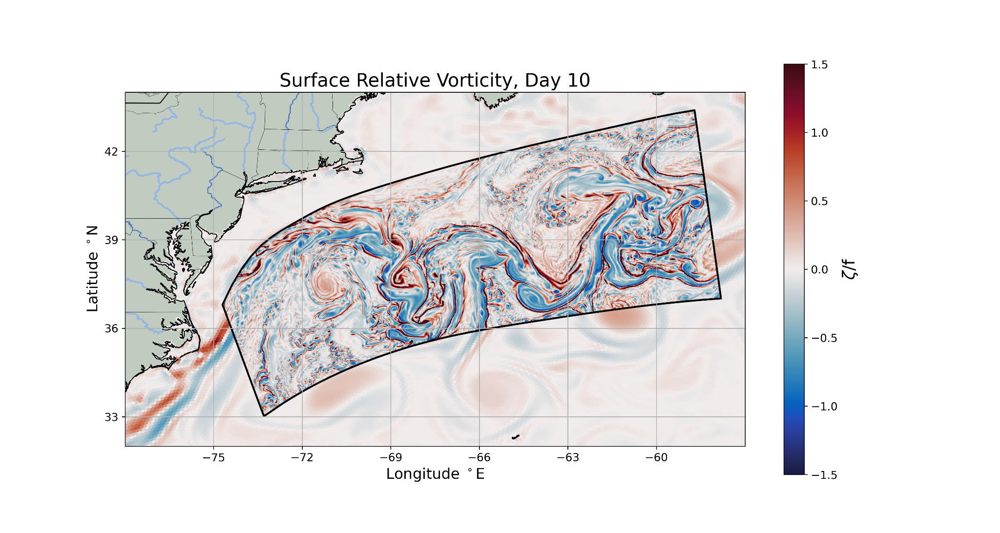 Surface Relative Vorticity, Day 10
42
39
36
33
Latitude °N
−75 −72 −69 −66 −63 −60
Longitude °E
1.5
1.0
0.5
0.0
−0.5
−1.0
−1.5
ζ/f